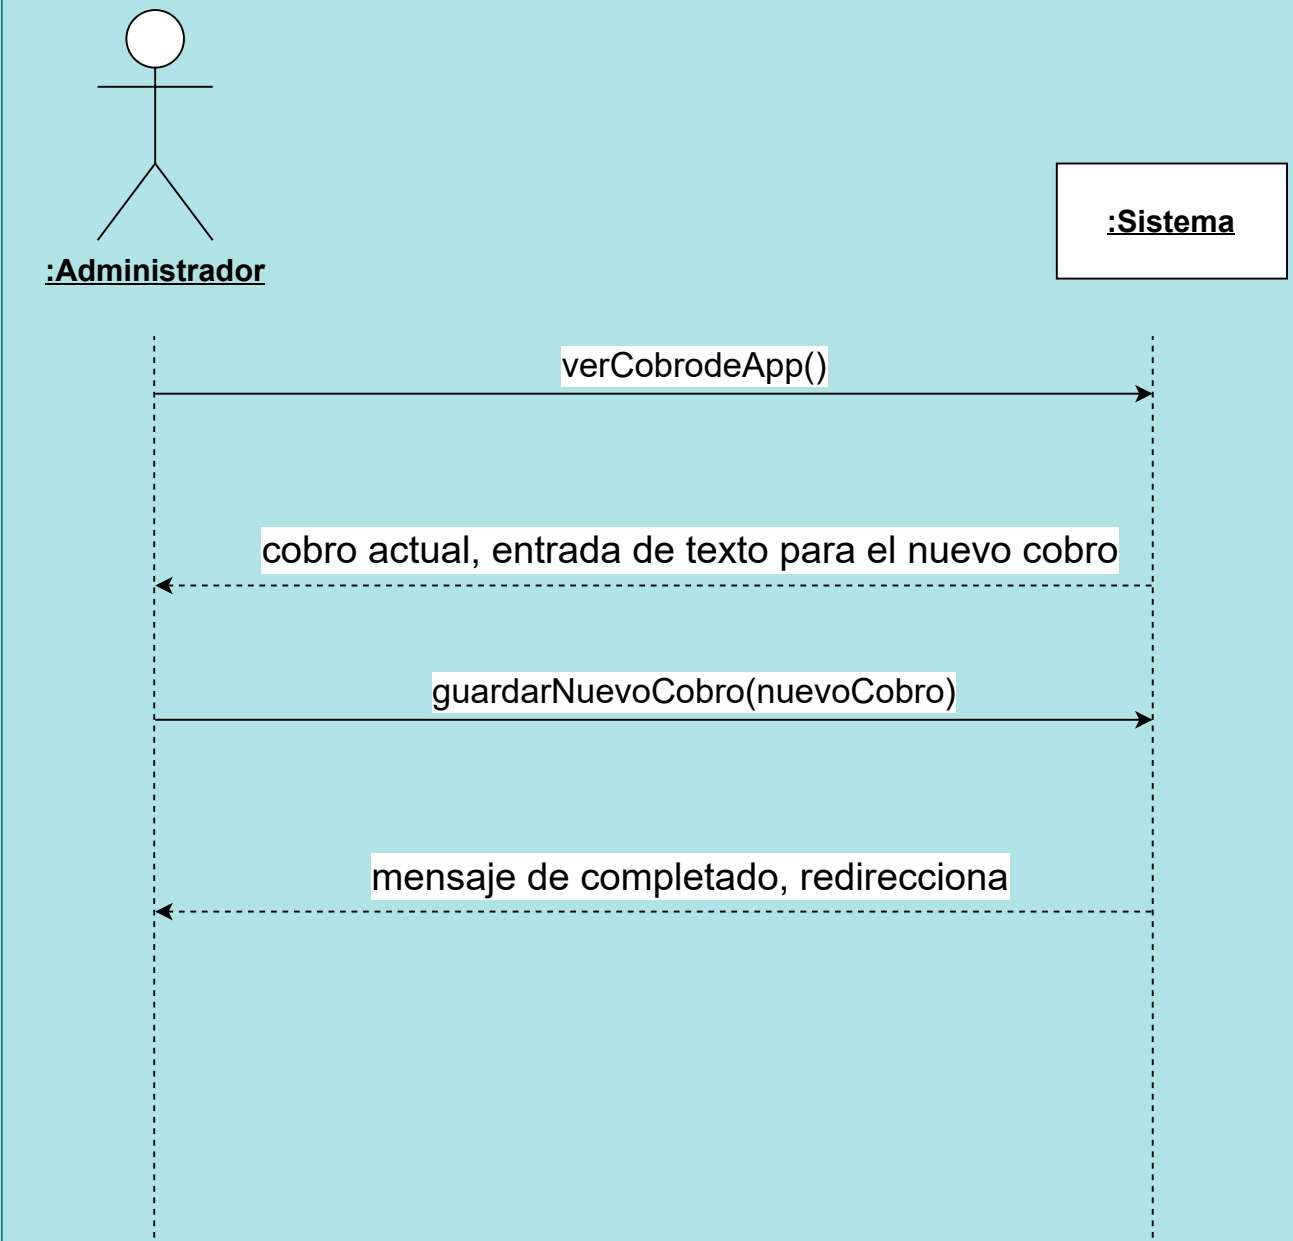 :Administrador
:Sistema
verCobrodeApp()
cobro actual, entrada de texto para el nuevo cobro
guardarNuevoCobro(nuevoCobro)
mensaje de completado, redirecciona